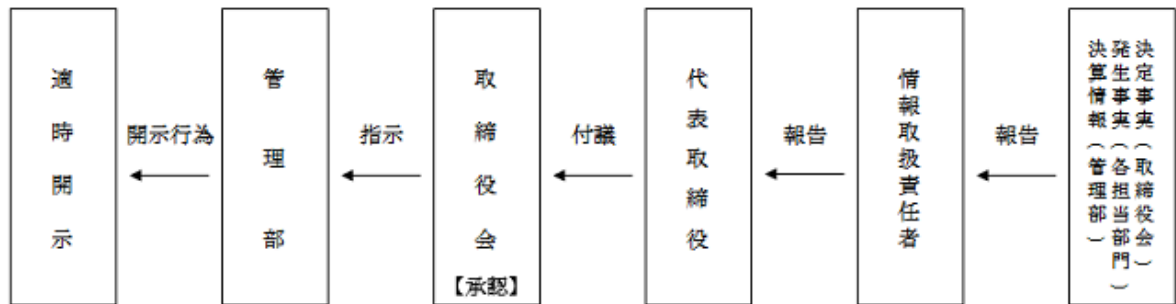 決定事実(取締役会)
発生事実(各担当部門)
決算情報(管理部)
報告
情報取扱責任者
報告
代表取締役
付議
取締役会
【承認】
指示
管理部
開示行為
適時開示